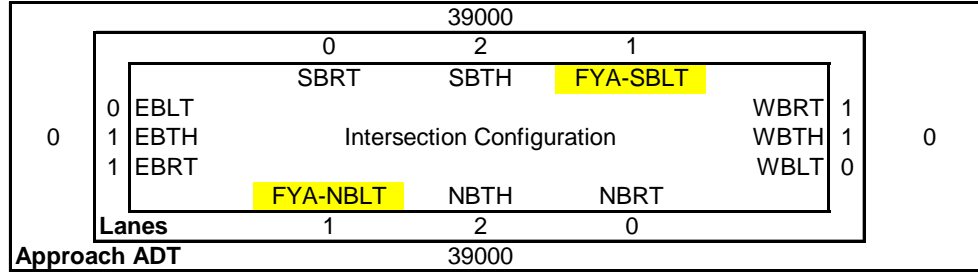 39000
0 2 1
SBRT SBTH FYA-SBLT
0 EBLT WBRT 1
0 1 EBTH Intersection Configuration WBTH 1 0
1 EBRT WBLT 0
FYA-NBLT NBTH NBRT
Lanes 1 2 0
Approach ADT 39000